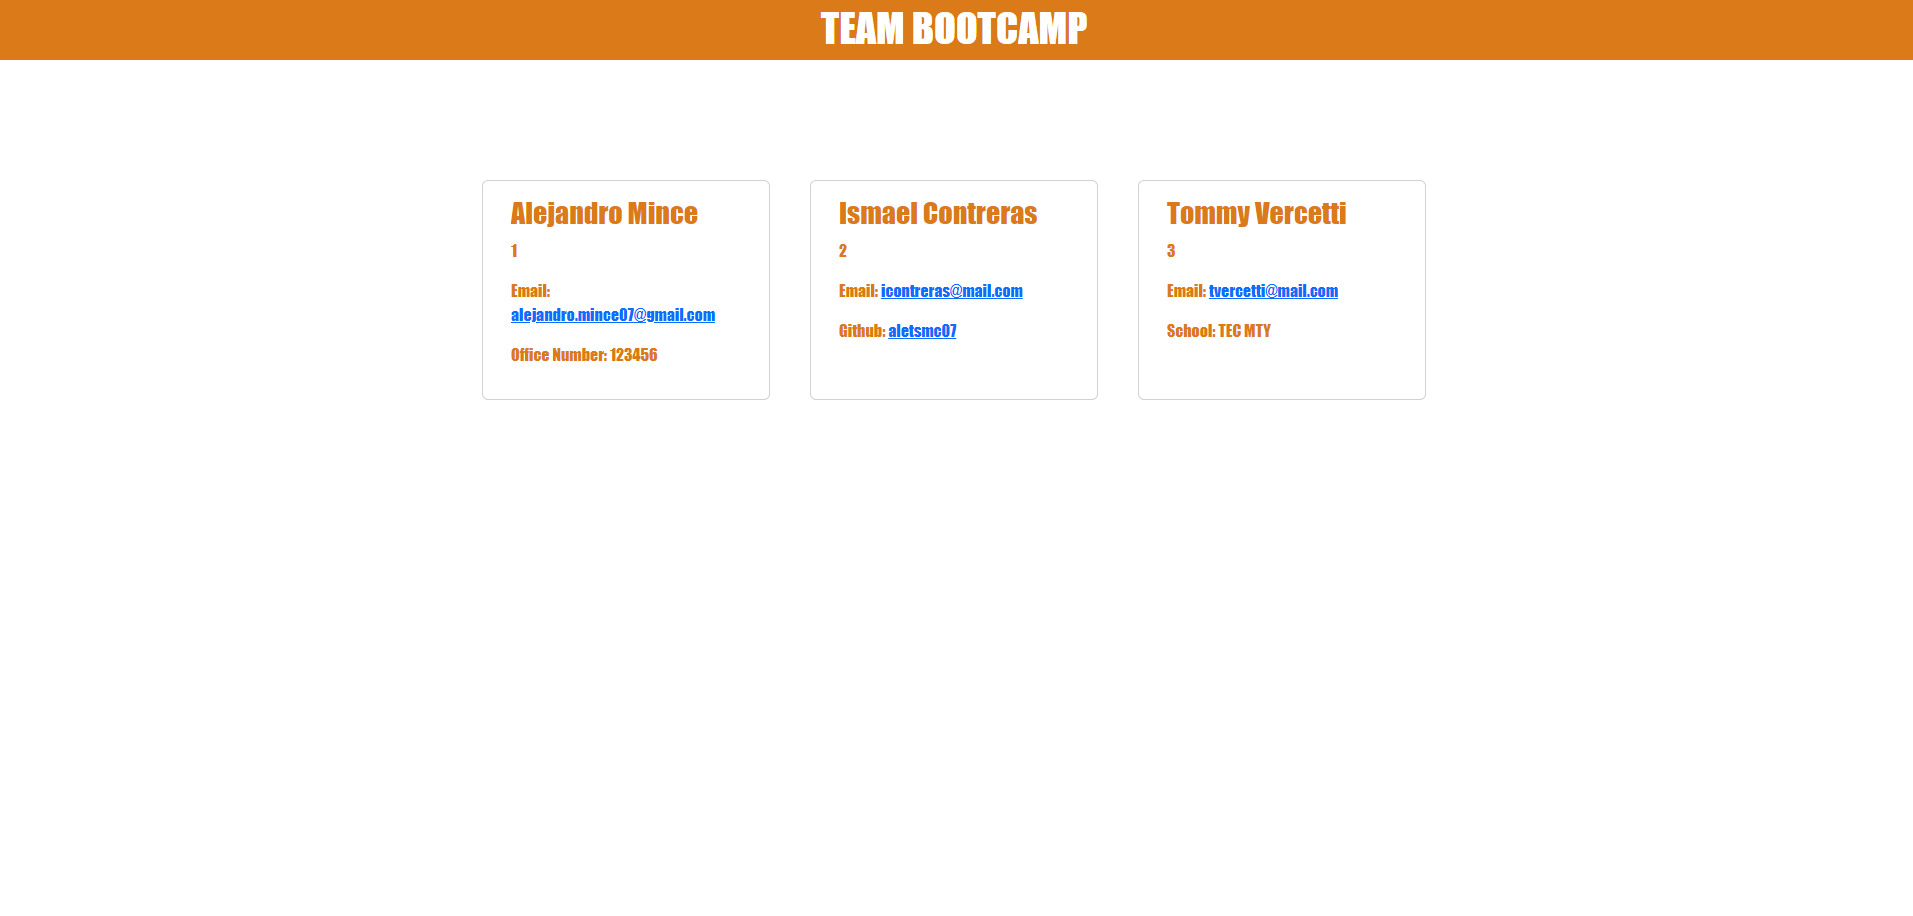 TEAM BOOTCAMP
Alejandro Mince
1
Email:
alejandro.mince07@gmail.com
Office Number: 123456
Ismael Contreras
2
Email: icontreras@mail.com
Github: aletsmc07
Tommy Vercetti
3
Email: tvercetti@mail.com
School: TEC MTY